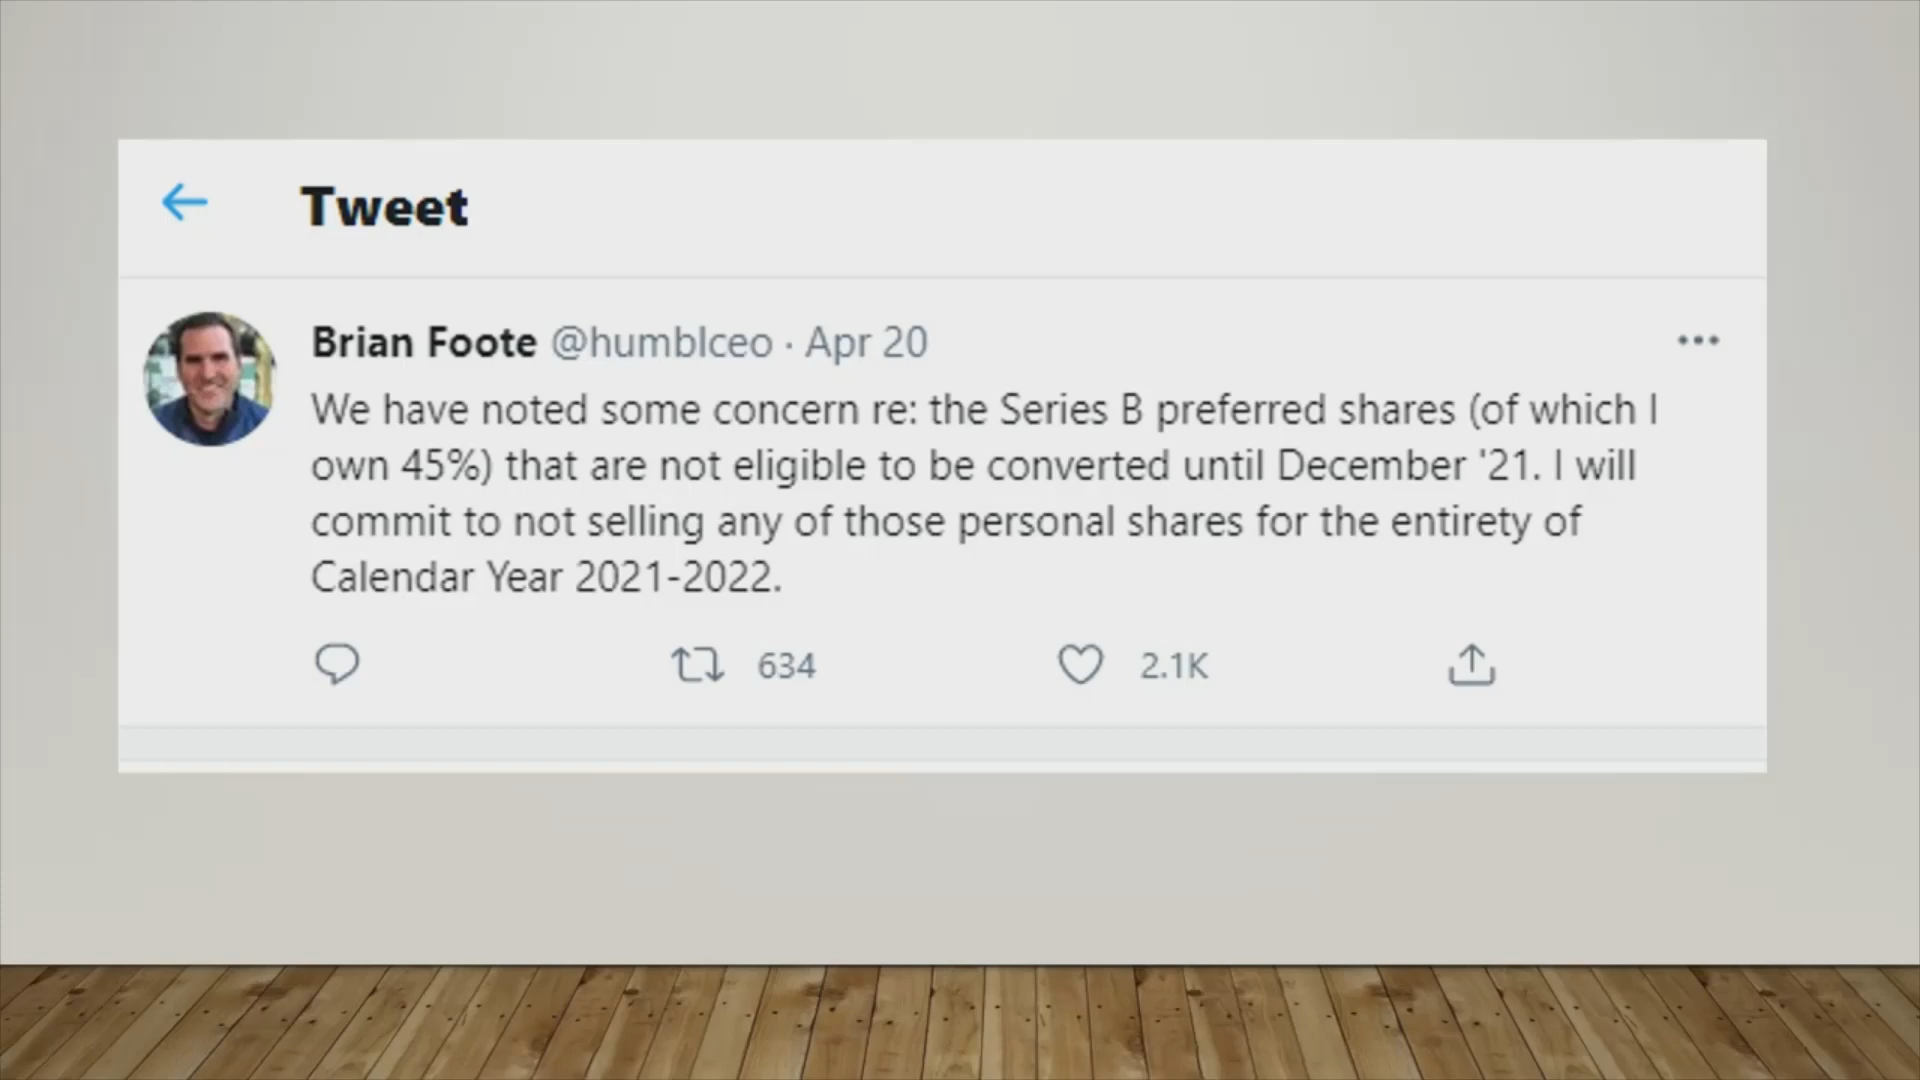 Tweet
Brian Foote @humblceo · Apr 20
We have noted some concern re: the Series B preferred shares (of which I
own 45%) that are not eligible to be converted until December '21. I will
commit to not selling any of those personal shares for the entirety of
Calendar Year 2021-2022.
634 2.1K